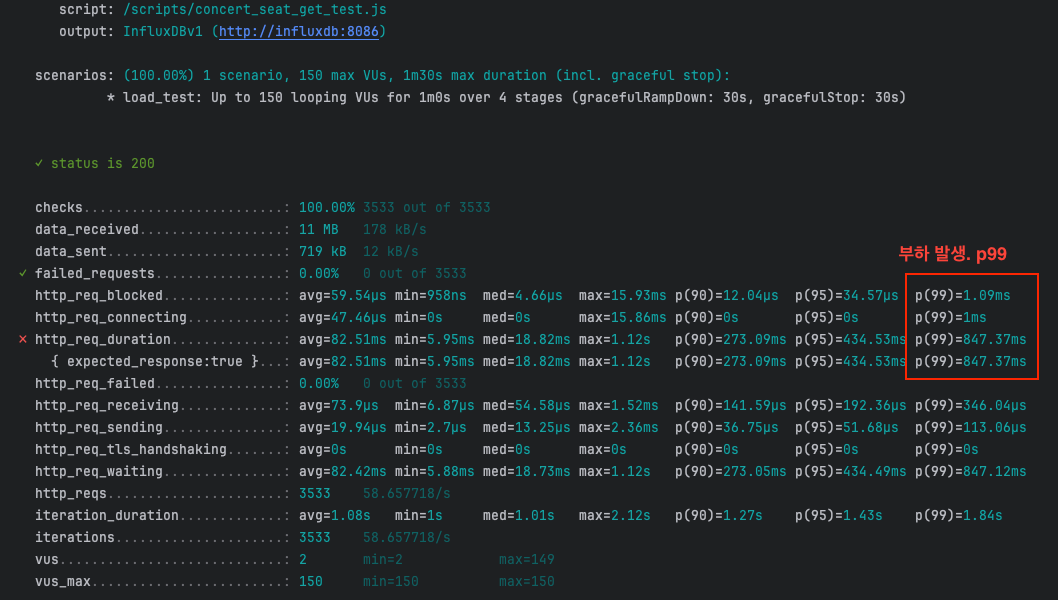 script: /scripts/concert_seat_get_test.js
output: InfluxDBv1 (http://influxdb:8086)
scenarios: (100.00%) 1 scenario, 150 max VUs, 1m30s max duration (incl. graceful stop):
* load_test: Up to 150 looping VUs for 1m0s over 4 stages (gracefulRampDown: 30s, gracefulStop: 30s)
✓ status is 200
checks.........................: 100.00% 3533 out of 3533
data_received..................: 11 MB 178 kB/s
data_sent......................: 719 kB 12 kB/s
부하 발생. p99
✓ failed_requests................: 0.00% 0 out of 3533
http_req_blocked...............: avg=59.54µs min=958ns med=4.66µs max=15.93ms p(90)=12.04µs p(95)=34.57µs p(99)=1.09ms
http_req_connecting............: avg=47.46µs min=0s med=0s max=15.86ms p(90)=0s p(95)=0s p(99)=1ms
✗ http_req_duration..............: avg=82.51ms min=5.95ms med=18.82ms max=1.12s p(90)=273.09ms p(95)=434.53ms p(99)=847.37ms
{ expected_response:true }...: avg=82.51ms min=5.95ms med=18.82ms max=1.12s p(90)=273.09ms p(95)=434.53ms p(99)=847.37ms
http_req_failed................: 0.00% 0 out of 3533
http_req_receiving.............: avg=73.9µs min=6.87µs med=54.58µs max=1.52ms p(90)=141.59µs p(95)=192.36µs p(99)=346.04µs
http_req_sending...............: avg=19.94µs min=2.7µs med=13.25µs max=2.36ms p(90)=36.75µs p(95)=51.68µs p(99)=113.06µs
http_req_tls_handshaking.......: avg=0s min=0s med=0s max=0s p(90)=0s p(95)=0s p(99)=0s
http_req_waiting...............: avg=82.42ms min=5.88ms med=18.73ms max=1.12s p(90)=273.05ms p(95)=434.49ms p(99)=847.12ms
http_reqs......................: 3533 58.657718/s
iteration_duration.............: avg=1.08s min=1s med=1.01s max=2.12s p(90)=1.27s p(95)=1.43s p(99)=1.84s
iterations.....................: 3533 58.657718/s
vus............................: 2 min=2 max=149
vus_max........................: 150 min=150 max=150